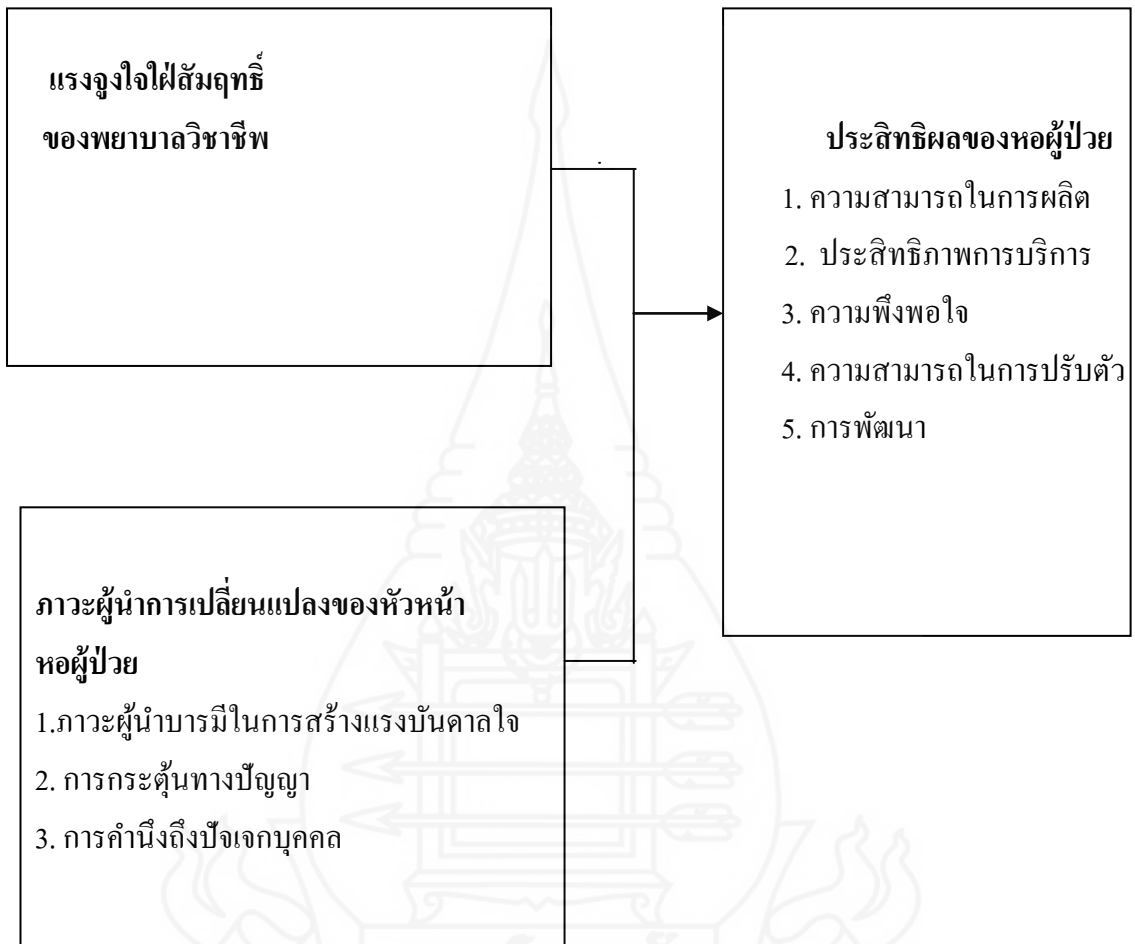 แรงจูงใจใฝ่สัมฤทธิ์
ของพยาบาลวิชาชีพ
ประสิทธิผลของหอผู้ป่วย
1. ความสามารถในการผลิต
2. ประสิทธิภาพการบริการ
3. ความพึงพอใจ
4. ความสามารถในการปรับตัว
5. การพัฒนา
ภาวะผู้นำการเปลี่ยนแปลงของหัวหน้า
หอผู้ป่วย
1.ภาวะผู้นำบารมีในการสร้างแรงบันดาลใจ
2. การกระตุ้นทางปัญญา
3. การคำนึงถึงปัจเจกบุคคล